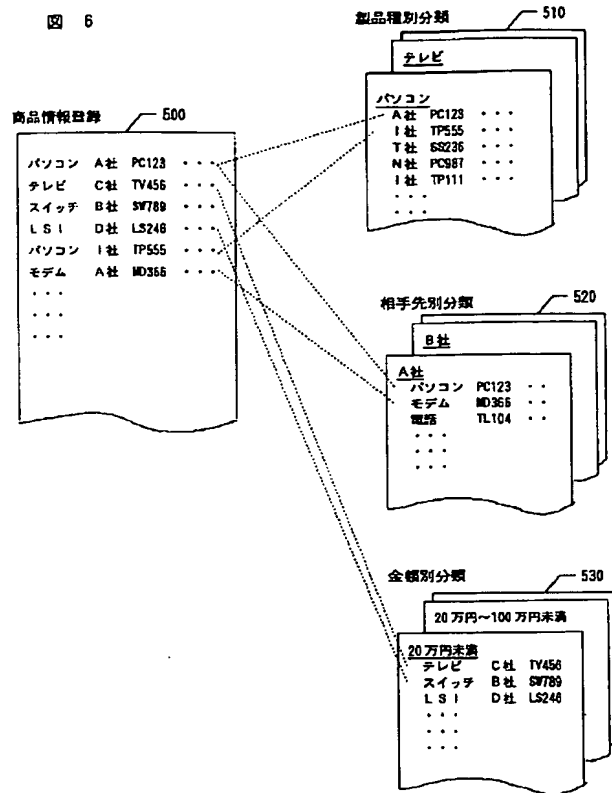 図 6
商品情報登録 500
パソコン A社 PC123 ・・・
テレビ C社 TV456 ・・・
スイッチ B社 SW789 ・・・
LSI D社 LS246 ・・・
パソコン I社 TP555 ・・・
モデム A社 MD366 ・・・
・・・
・・・
・・・
製品種別分類 510
テレビ
パソコン
A社 PC123 ・・・
I社 TP555 ・・・
T社 SS236 ・・・
N社 PC987 ・・・
I社 TP111 ・・・
・・・
・・・
相手先別分類 520
B社
A社
パソコン PC123 ・・
モデム MD366 ・・
電話 TL104 ・・
・・・
・・・
・・・
金額別分類 530
20万円〜100万円未満
20万円未満
テレビ C社 TV456
スイッチ B社 SW789
LSI D社 LS246
・・・
・・・
・・・